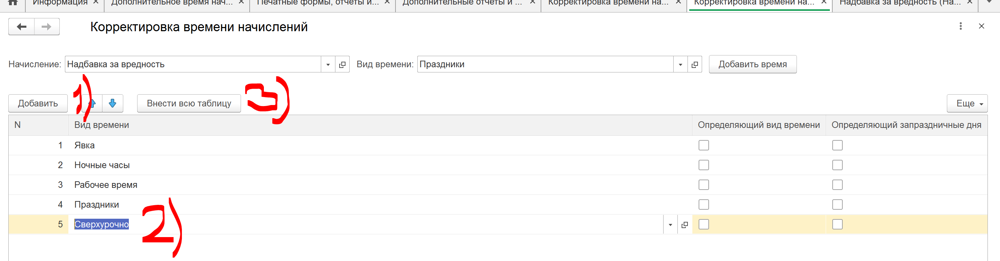 Информация
Дополнительное время нач...
Печатные формы, отчеты и...
Дополнительные отчеты и ...
Корректировка времени на...
Корректировка времени на...
Надбавка за вредность (На...
Корректировка времени начислений
Начисление: Надбавка за вредность Вид времени: Праздники Добавить время
1) 3)
Добавить Внести всю таблицу Еще
N Вид времени Определяющий вид времени Определяющий запраздничные дня
1 Явка
2 Ночные часы
3 Рабочее время
4 Праздники
5 Сверхурочно
2)